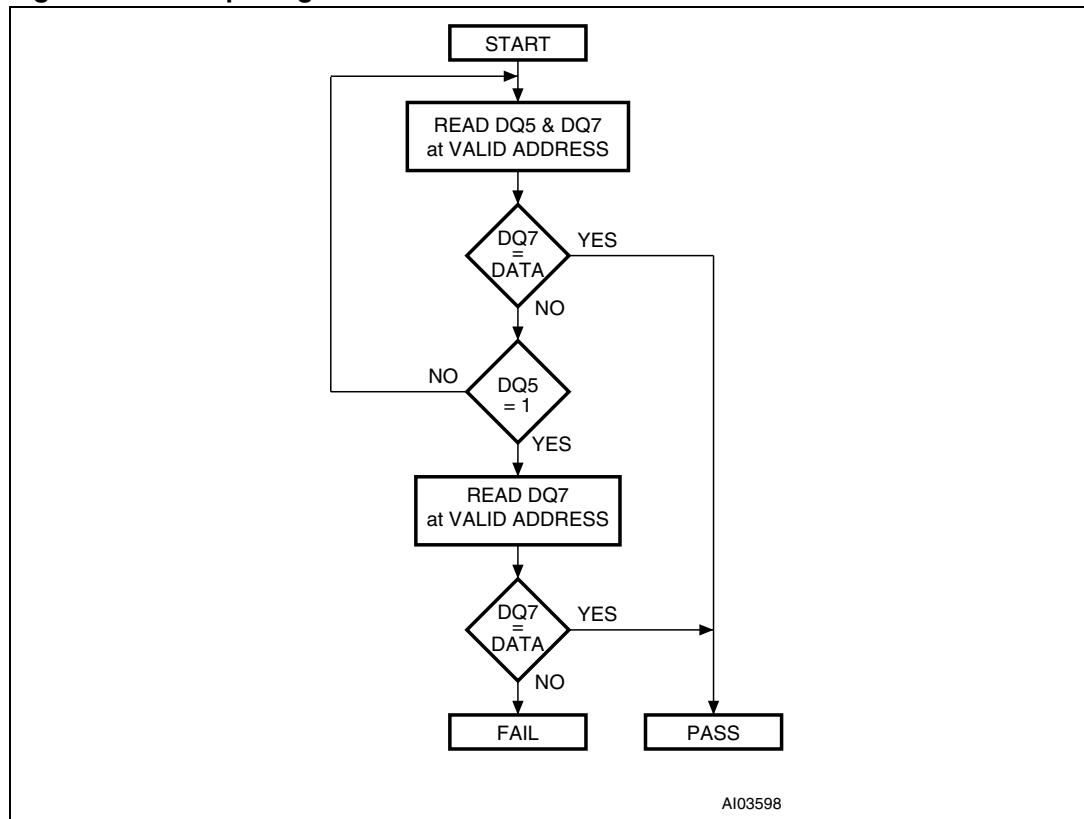 START
READ DQ5 & DQ7
at VALID ADDRESS
DQ7
=
DATA
YES
NO
NO
DQ5
= 1
YES
READ DQ7
at VALID ADDRESS
DQ7
=
DATA
YES
NO
FAIL
PASS
AI03598